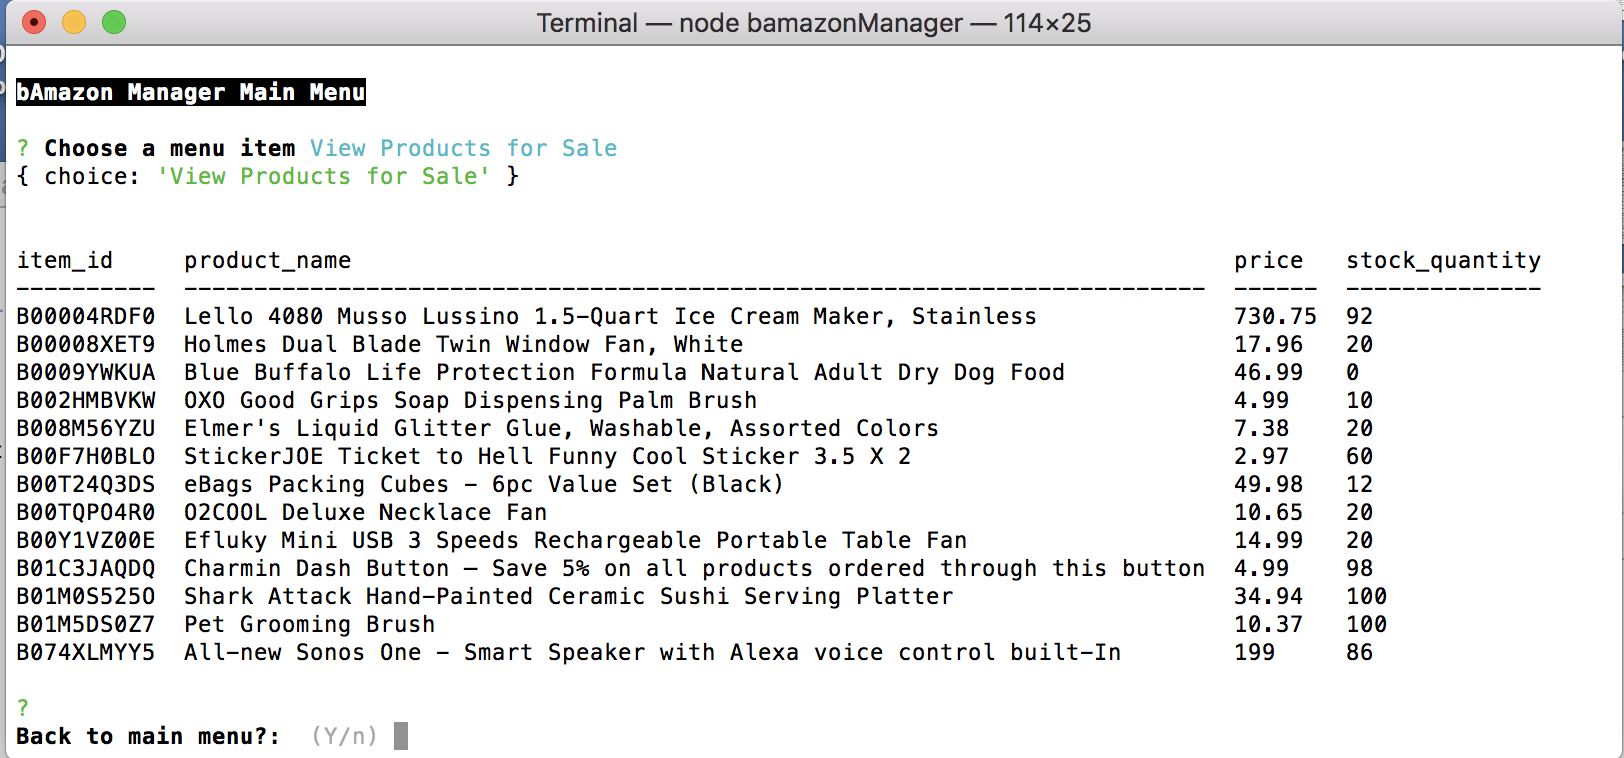 Terminal — node bamazonManager — 114×25
bAmazon Manager Main Menu
? Choose a menu item View Products for Sale
{ choice: 'View Products for Sale' }
item_id product_name price stock_quantity
---------- ------------------------------------------------------------------------- ------ --------------
B00004RDF0 Lello 4080 Musso Lussino 1.5-Quart Ice Cream Maker, Stainless 730.75 92
B00008XET9 Holmes Dual Blade Twin Window Fan, White 17.96 20
B0009YWKUA Blue Buffalo Life Protection Formula Natural Adult Dry Dog Food 46.99 0
B002HMBVKW OXO Good Grips Soap Dispensing Palm Brush 4.99 10
B008M56YZU Elmer's Liquid Glitter Glue, Washable, Assorted Colors 7.38 20
B00F7H0BLO StickerJOE Ticket to Hell Funny Cool Sticker 3.5 X 2 2.97 60
B00T24Q3DS eBags Packing Cubes - 6pc Value Set (Black) 49.98 12
B00TQPO4R0 O2COOL Deluxe Necklace Fan 10.65 20
B00Y1VZ00E Efluky Mini USB 3 Speeds Rechargeable Portable Table Fan 14.99 20
B01C3JAQDQ Charmin Dash Button – Save 5% on all products ordered through this button 4.99 98
B01M0S525O Shark Attack Hand-Painted Ceramic Sushi Serving Platter 34.94 100
B01M5DS0Z7 Pet Grooming Brush 10.37 100
B074XLMYY5 All-new Sonos One - Smart Speaker with Alexa voice control built-In 199 86
?
Back to main menu?: (Y/n)